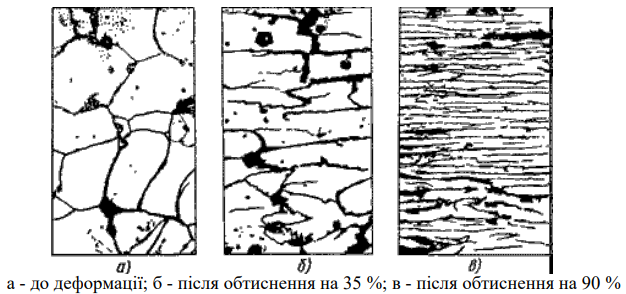 а) б) в)
а - до деформації; б - після обтиснення на 35 %; в - після обтиснення на 90 %